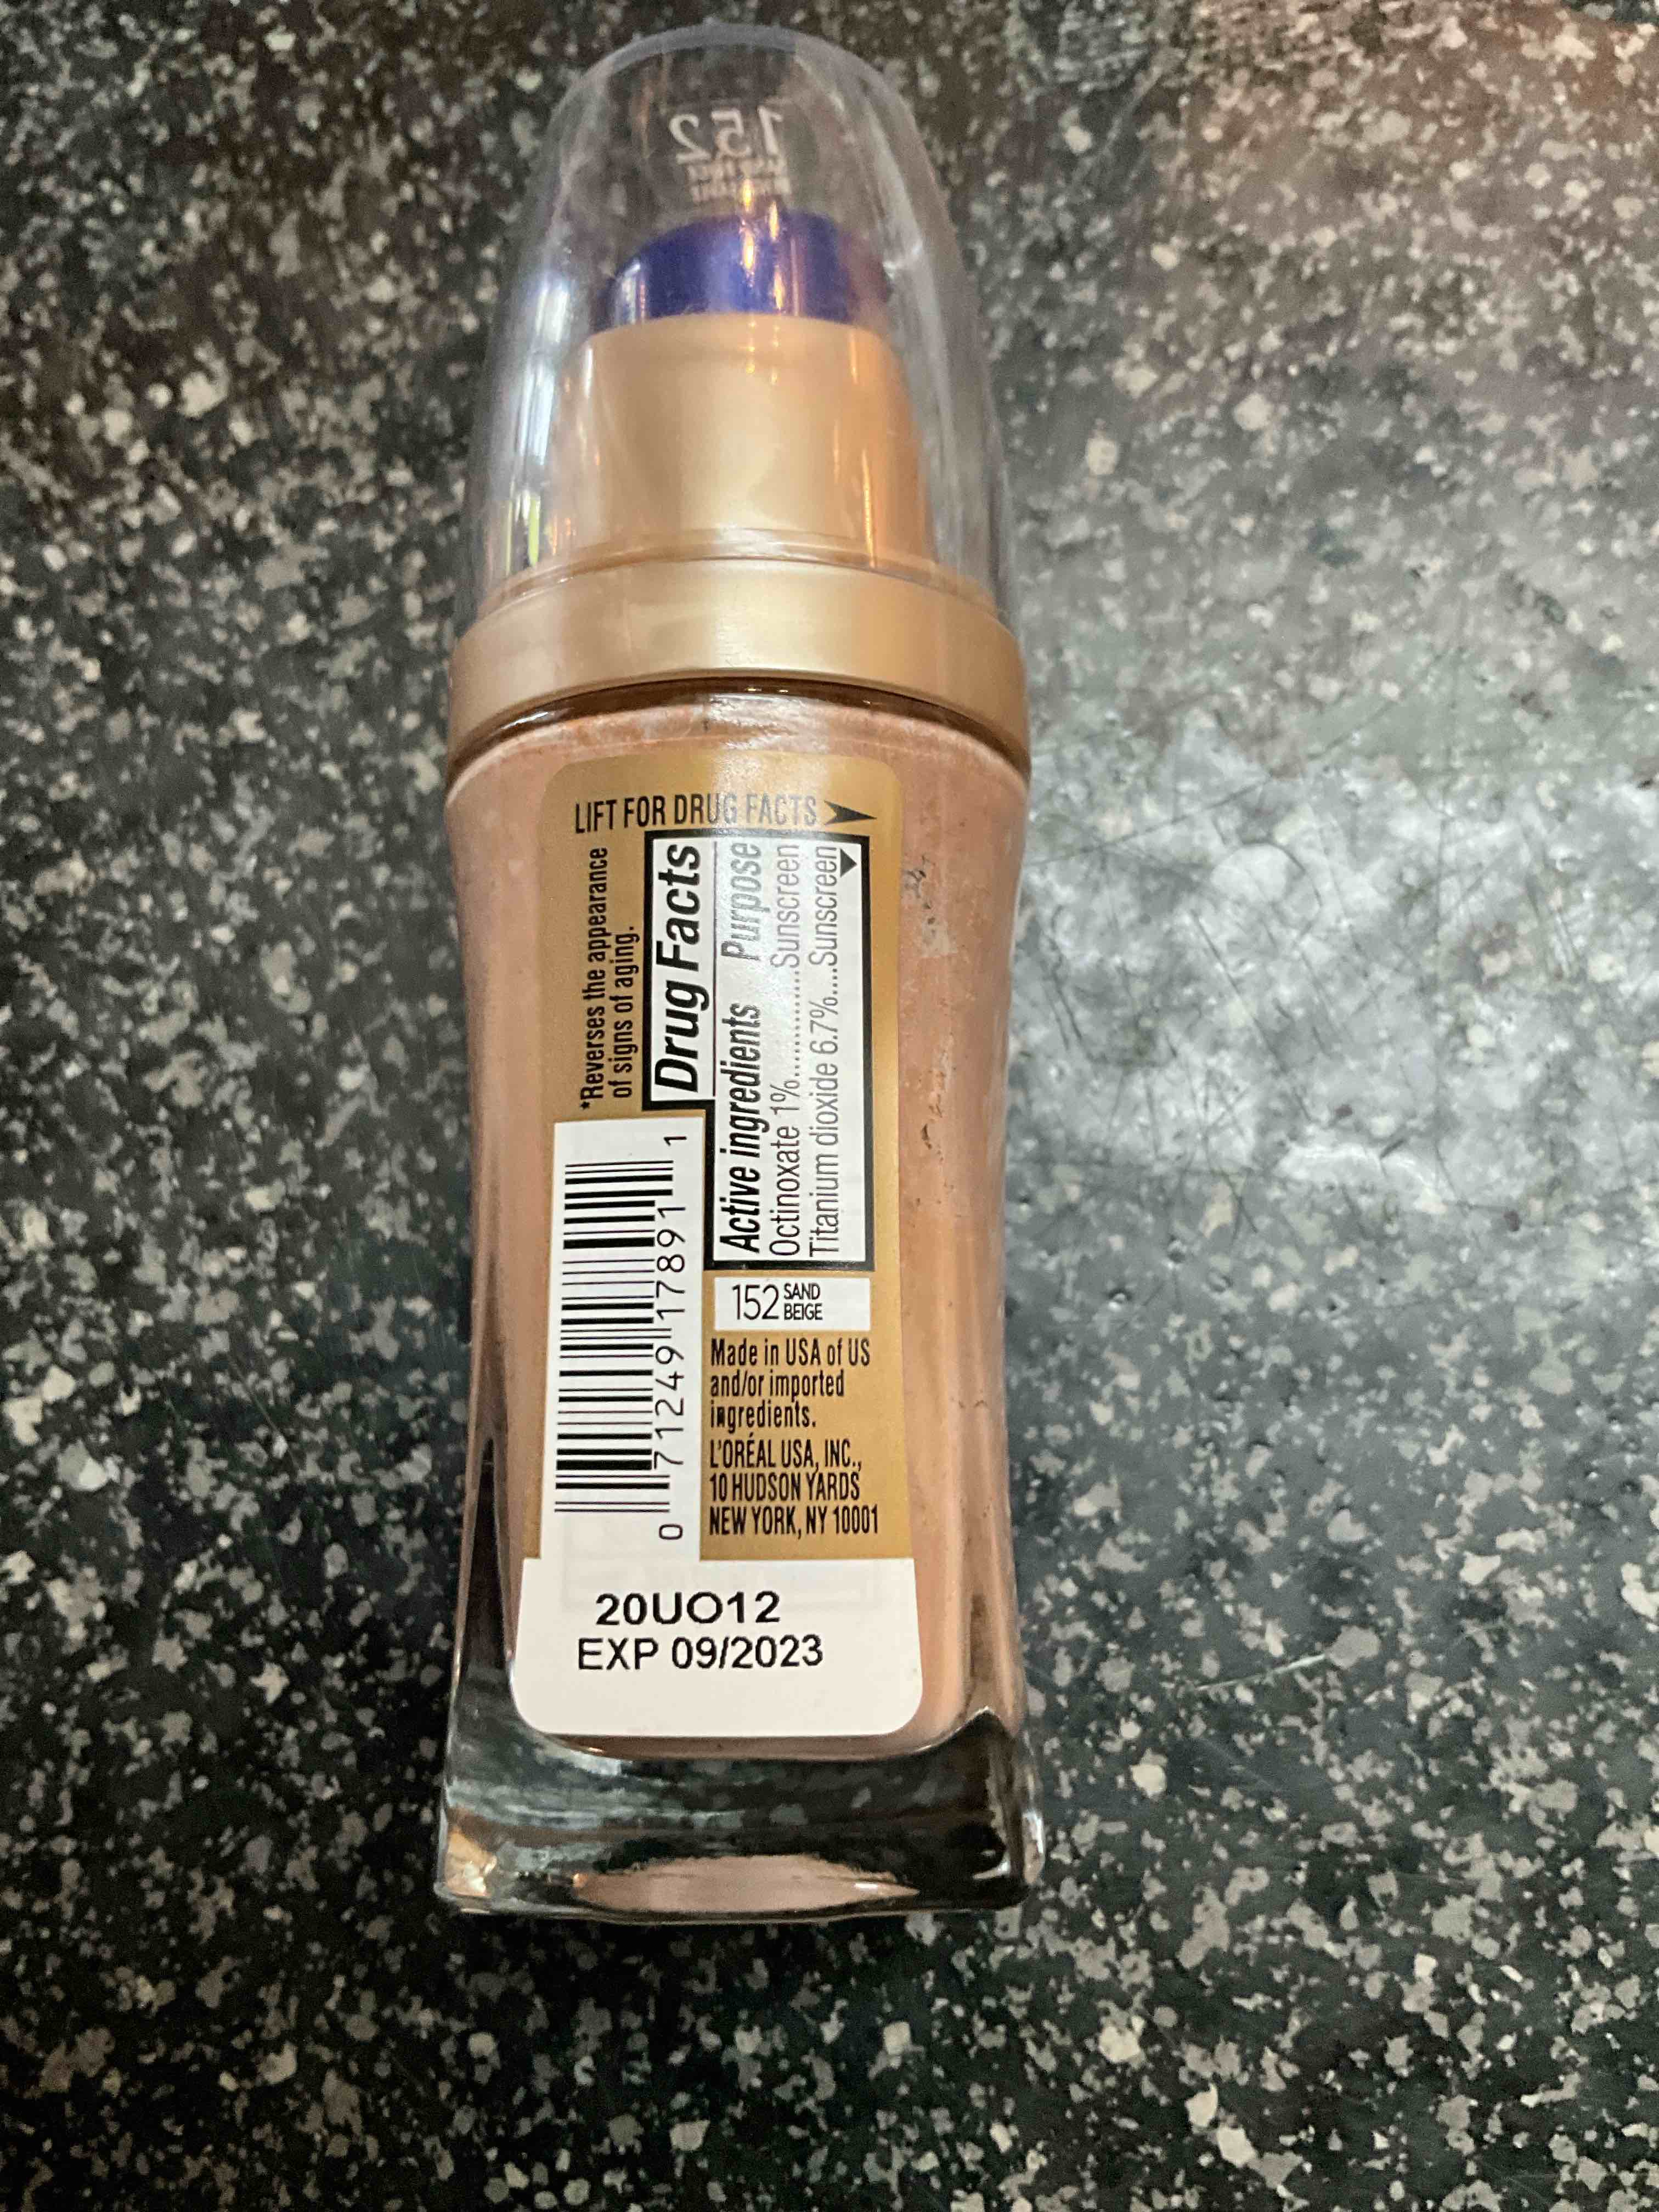 152
LIFT FOR DRUG FACTS
*Reverses the appearance
of signs of aging.
Drug Facts
Active ingredients Purpose
Octinoxate 1%............Sunscreen
Titanium dioxide 6.7%.....Sunscreen
0 71249 17891 1
152 SAND
BEIGE
Made in USA of US
and/or imported
ingredients.
L'ORÉAL USA, INC.,
10 HUDSON YARDS
NEW YORK, NY 10001
20UO12
EXP 09/2023